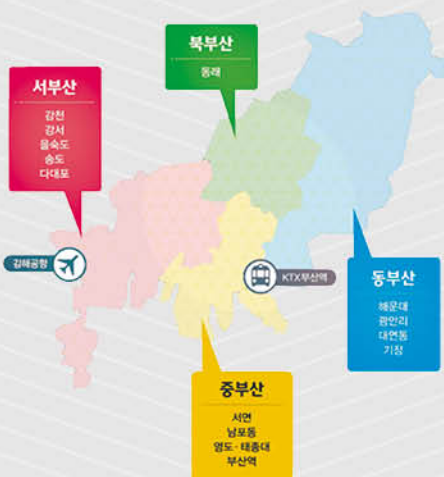 북부산
동래
서부산
감천
강서
을숙도
송도
다대포
김해공항
KTX부산역
동부산
해운대
광안리
대연동
기장
중부산
서면
남포동
영도·태종대
부산역